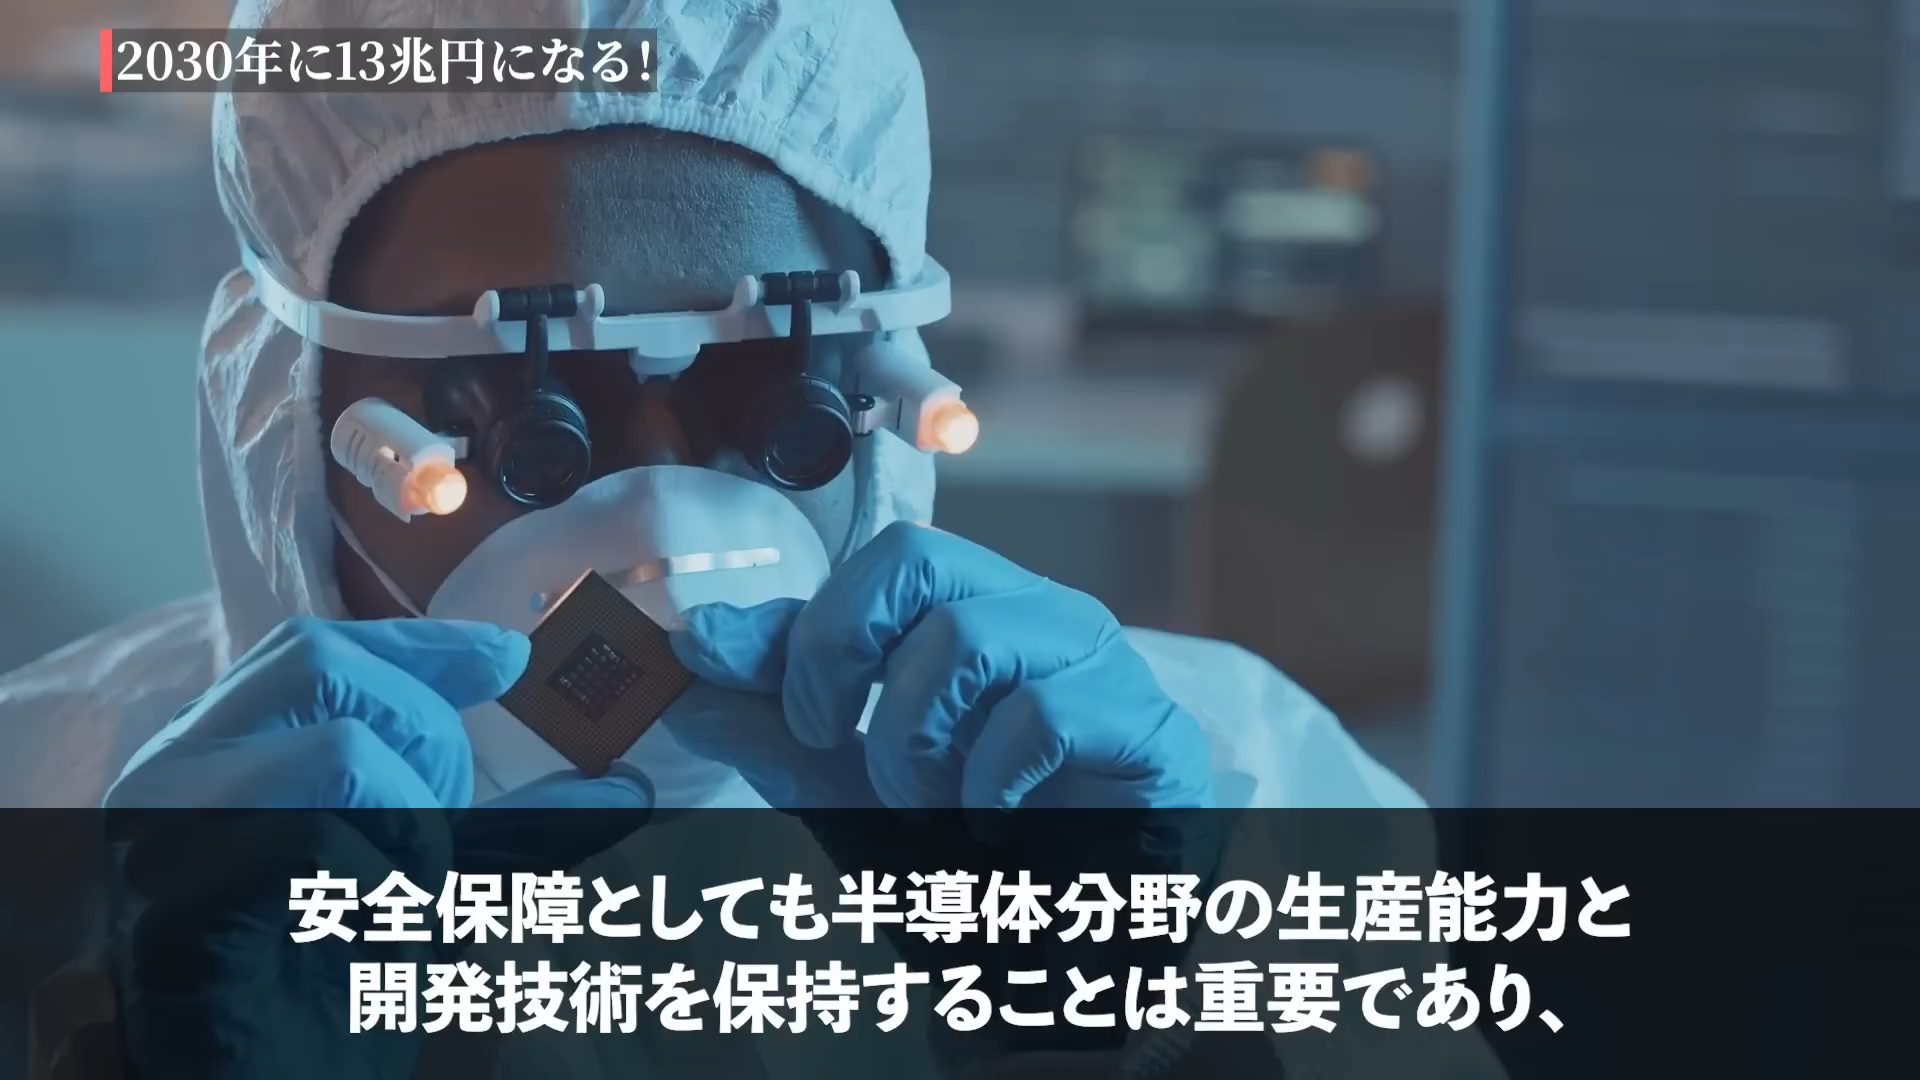 2030年に13兆円になる!
安全保障としても半導体分野の生産能力と
開発技術を保持することは重要であり、